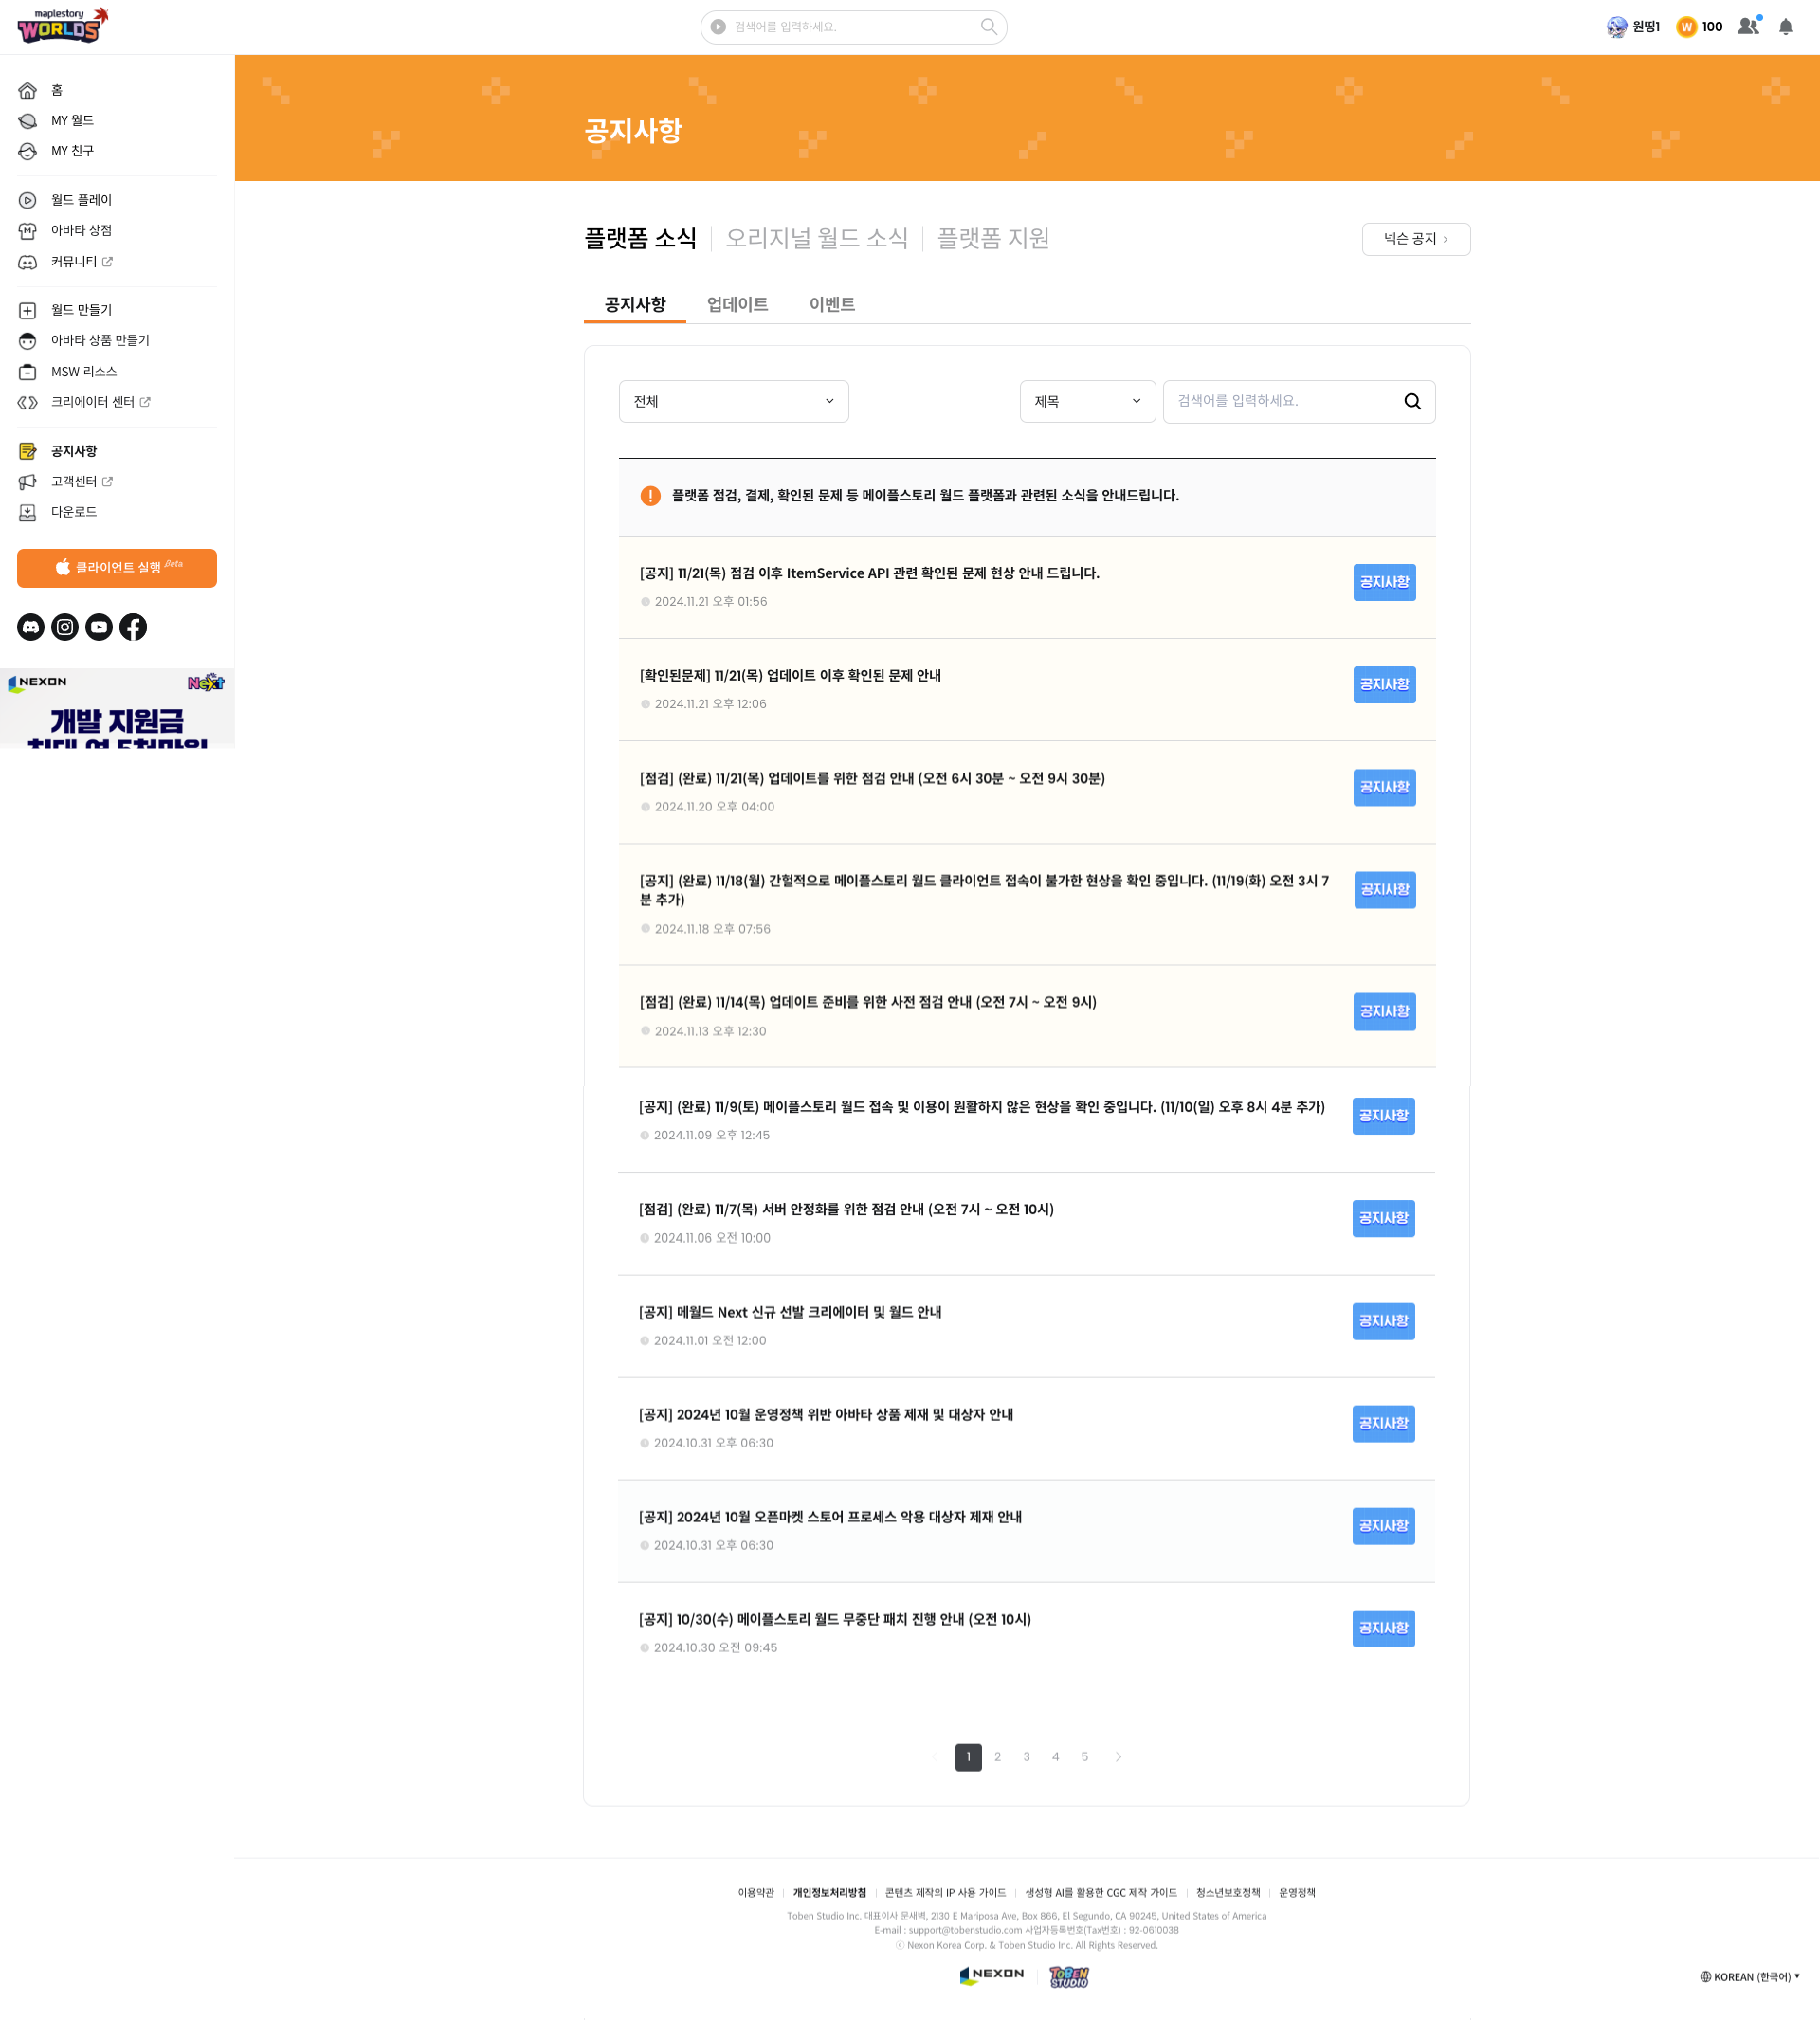 maplestory
WORLDS
검색어를 입력하세요.
원띵1
W
100
홈
MY 월드
MY 친구
월드 플레이
아바타 상점
커뮤니티
월드 만들기
아바타 상품 만들기
MSW 리소스
크리에이터 센터
공지사항
고객센터
다운로드
클라이언트 실행 Beta
NEXON
Next
개발 지원금
최대 연 5천만원
공지사항
플랫폼 소식
오리지널 월드 소식
플랫폼 지원
넥슨 공지
공지사항
업데이트
이벤트
전체
제목
검색어를 입력하세요.
플랫폼 점검, 결제, 확인된 문제 등 메이플스토리 월드 플랫폼과 관련된 소식을 안내드립니다.
[공지] 11/21(목) 점검 이후 ItemService API 관련 확인된 문제 현상 안내 드립니다.
공지사항
2024.11.21 오후 01:56
[확인된문제] 11/21(목) 업데이트 이후 확인된 문제 안내
공지사항
2024.11.21 오후 12:06
[점검] (완료) 11/21(목) 업데이트를 위한 점검 안내 (오전 6시 30분 ~ 오전 9시 30분)
공지사항
2024.11.20 오후 04:00
[공지] (완료) 11/18(월) 간헐적으로 메이플스토리 월드 클라이언트 접속이 불가한 현상을 확인 중입니다. (11/19(화) 오전 3시 7
분 추가)
공지사항
2024.11.18 오후 07:56
[점검] (완료) 11/14(목) 업데이트 준비를 위한 사전 점검 안내 (오전 7시 ~ 오전 9시)
공지사항
2024.11.13 오후 12:30
[공지] (완료) 11/9(토) 메이플스토리 월드 접속 및 이용이 원활하지 않은 현상을 확인 중입니다. (11/10(일) 오후 8시 4분 추가)
공지사항
2024.11.09 오후 12:45
[점검] (완료) 11/7(목) 서버 안정화를 위한 점검 안내 (오전 7시 ~ 오전 10시)
공지사항
2024.11.06 오전 10:00
[공지] 메월드 Next 신규 선발 크리에이터 및 월드 안내
공지사항
2024.11.01 오전 12:00
[공지] 2024년 10월 운영정책 위반 아바타 상품 제재 및 대상자 안내
공지사항
2024.10.31 오후 06:30
[공지] 2024년 10월 오픈마켓 스토어 프로세스 악용 대상자 제재 안내
공지사항
2024.10.31 오후 06:30
[공지] 10/30(수) 메이플스토리 월드 무중단 패치 진행 안내 (오전 10시)
공지사항
2024.10.30 오전 09:45
1 2 3 4 5
이용약관 개인정보처리방침 콘텐츠 제작의 IP 사용 가이드 생성형 AI를 활용한 CGC 제작 가이드 청소년보호정책 운영정책
Toben Studio Inc. 대표이사 문새벽, 2130 E Mariposa Ave, Box 866, El Segundo, CA 90245, United States of America
E-mail : support@tobenstudio.com 사업자등록번호(Tax번호) : 92-0610038
ⓒ Nexon Korea Corp. & Toben Studio Inc. All Rights Reserved.
NEXON
TOBEN STUDIO
KOREAN (한국어)